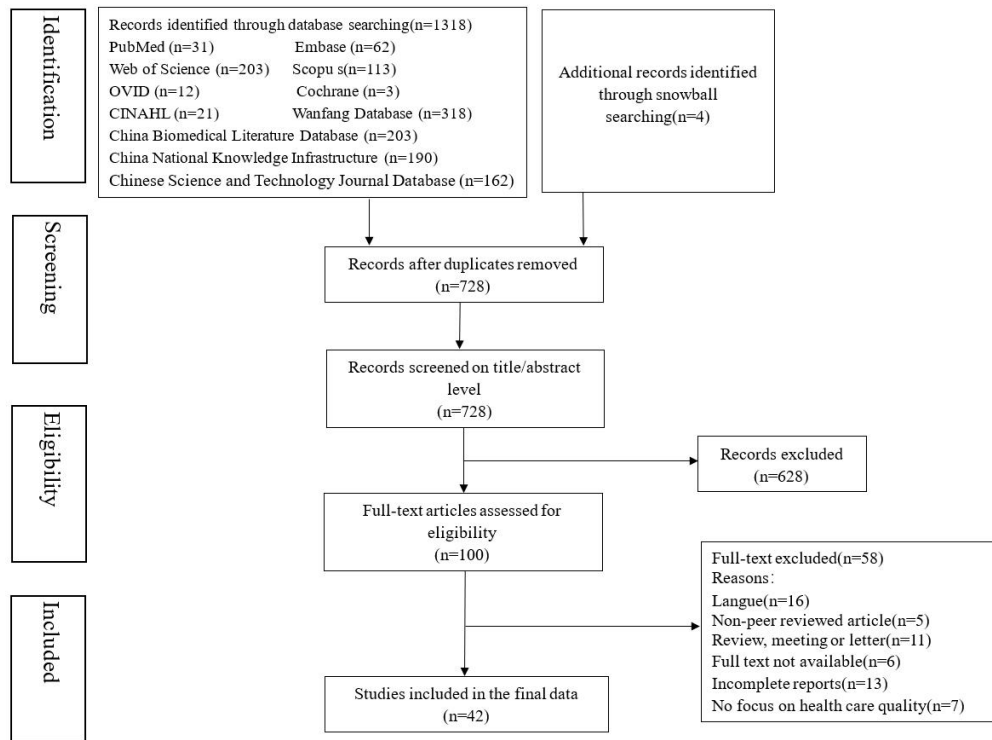 Identification
Records identified through database searching(n=1318)
PubMed (n=31) Embase (n=62)
Web of Science (n=203) Scopu s(n=113)
OVID (n=12) Cochrane (n=3)
CINAHL (n=21) Wanfang Database (n=318)
China Biomedical Literature Database (n=203)
China National Knowledge Infrastructure (n=190)
Chinese Science and Technology Journal Database (n=162)
Additional records identified
through snowball
searching(n=4)
Screening
Records after duplicates removed
(n=728)
Records screened on title/abstract
level
(n=728)
Eligibility
Records excluded
(n=628)
Full-text articles assessed for
eligibility
(n=100)
Full-text excluded(n=58)
Reasons:
Langue(n=16)
Non-peer reviewed article(n=5)
Review, meeting or letter(n=11)
Full text not available(n=6)
Incomplete reports(n=13)
No focus on health care quality(n=7)
Included
Studies included in the final data
(n=42)